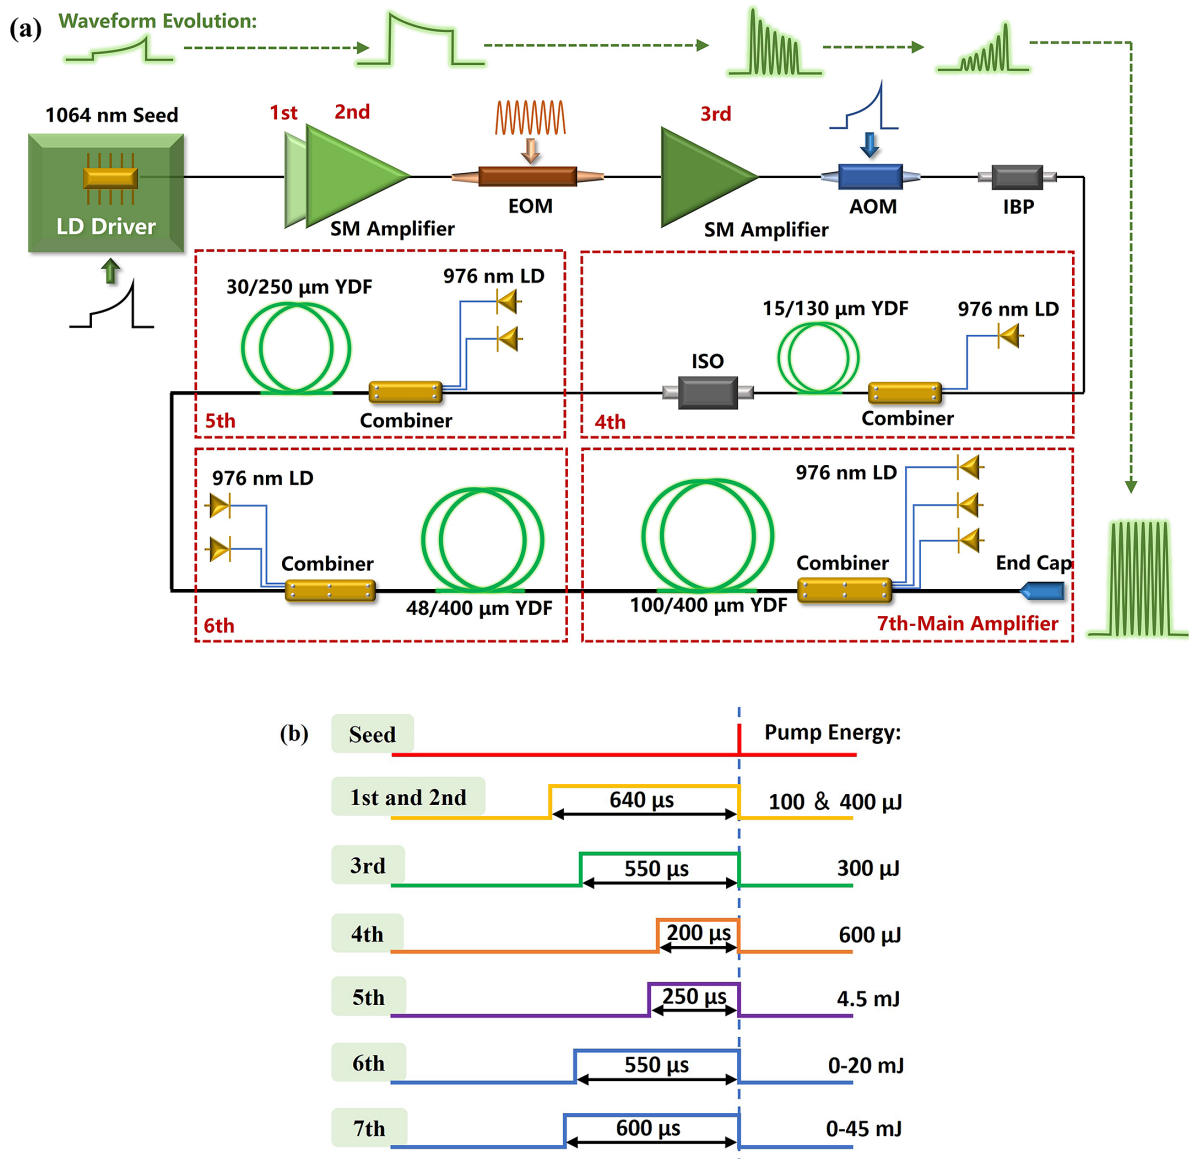 (a)
Waveform Evolution:
1064 nm Seed
1st
2nd
3rd
LD Driver
SM Amplifier
EOM
SM Amplifier
AOM
IBP
30/250 μm YDF
976 nm LD
Combiner
5th
15/130 μm YDF
976 nm LD
ISO
Combiner
4th
976 nm LD
Combiner
48/400 μm YDF
6th
976 nm LD
Combiner
End Cap
100/400 μm YDF
7th-Main Amplifier
(b)
Seed
Pump Energy:
1st and 2nd
640 μs
100 & 400 μJ
3rd
550 μs
300 μJ
4th
200 μs
600 μJ
5th
250 μs
4.5 mJ
6th
550 μs
0-20 mJ
7th
600 μs
0-45 mJ